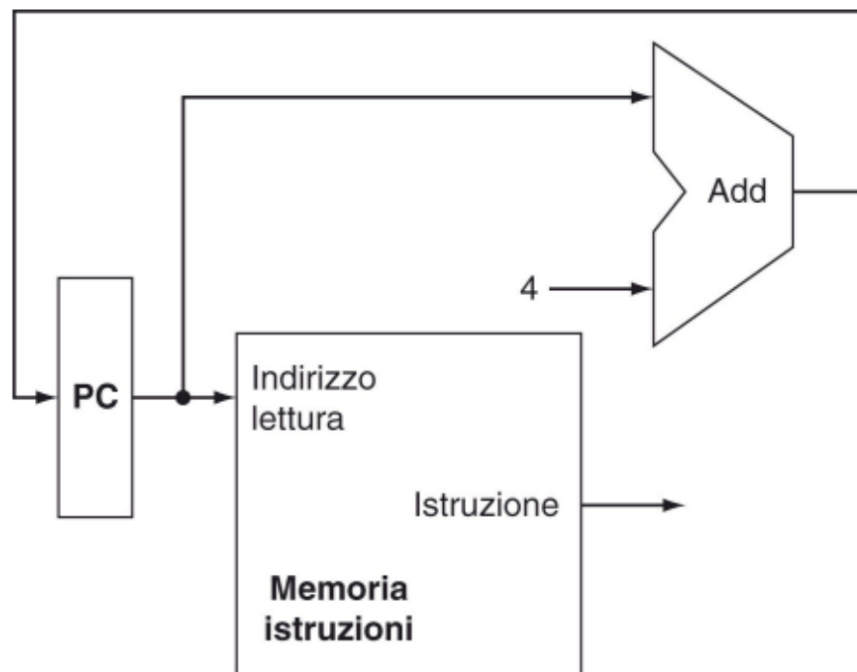 Add
4
PC
Indirizzo
lettura
Istruzione
Memoria
istruzioni